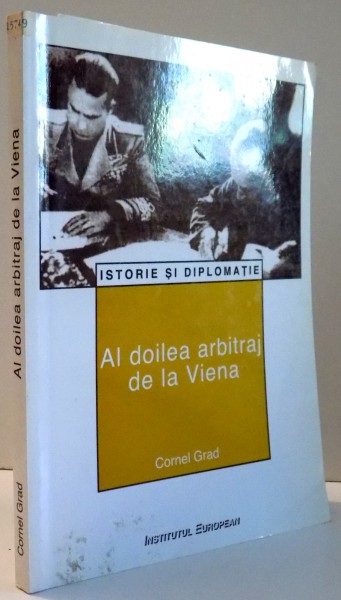 Al doilea arbitraj de la Viena
Cornel Grad
ISTORIE ŞI DIPLOMAŢIE
Al doilea arbitraj
de la Viena
Cornel Grad
INSTITUTUL EUROPEAN